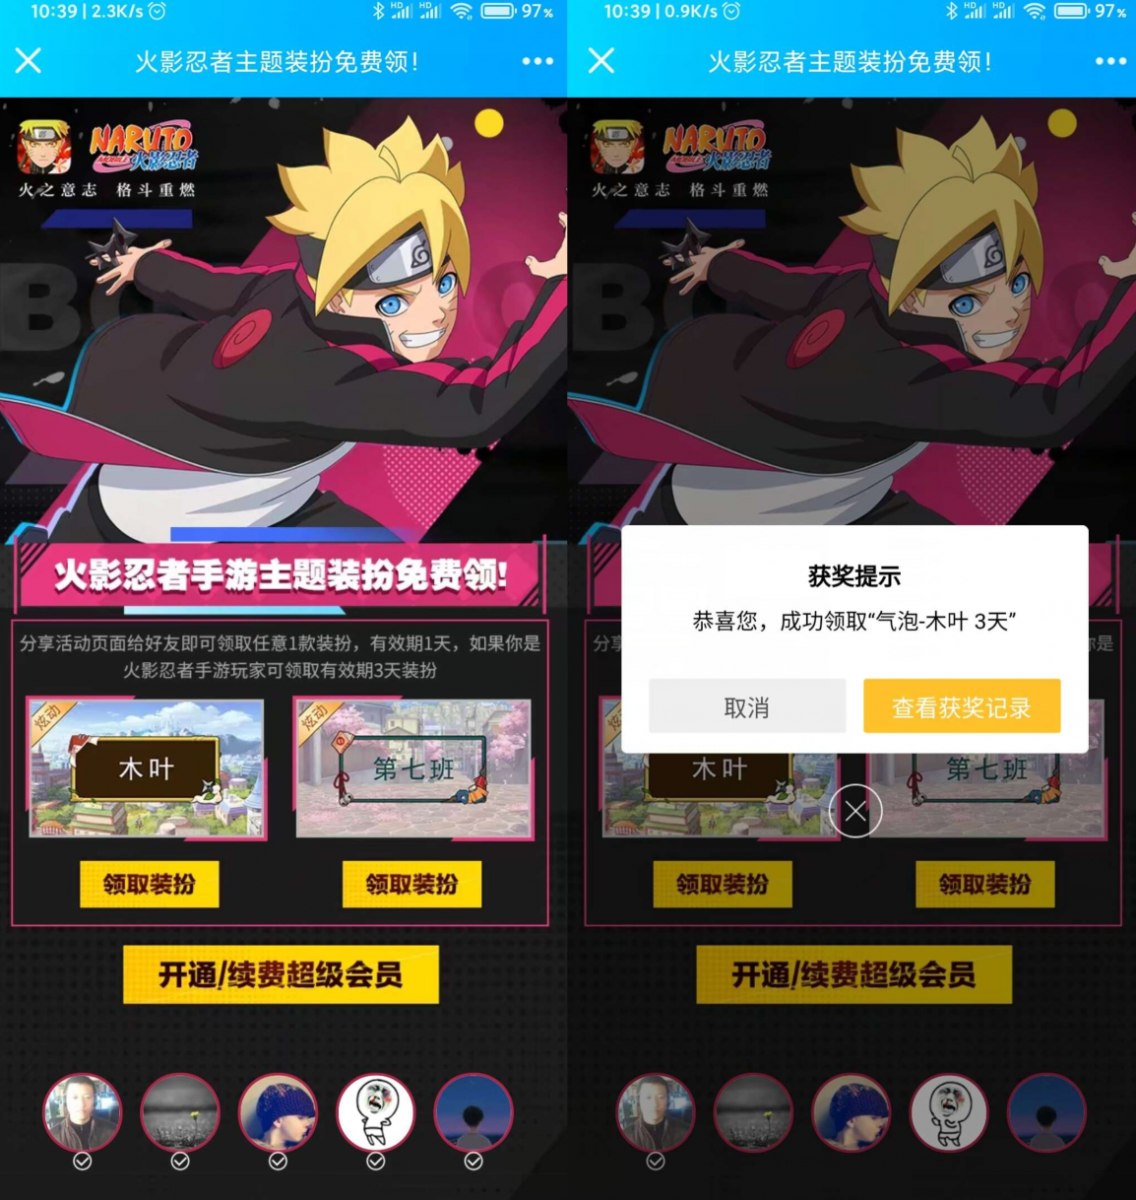 10:39 | 2.3K/s
HD HD 97%
火影忍者主题装扮免费领!
NARUTO
火影忍者
火之意志 格斗重燃
B
火影忍者手游主题装扮免费领!
分享活动页面给好友即可领取任意1款装扮，有效期1天，如果你是
火影忍者手游玩家可领取有效期3天装扮
炫动
木叶
炫动
第七班
领取装扮
领取装扮
开通/续费超级会员
10:39 | 0.9K/s
HD HD 97%
火影忍者主题装扮免费领!
NARUTO
火影忍者
火之意志 格斗重燃
B
获奖提示
恭喜您，成功领取“气泡-木叶 3天”
取消
查看获奖记录
分享
你是
木叶
第七班
领取装扮
领取装扮
开通/续费超级会员